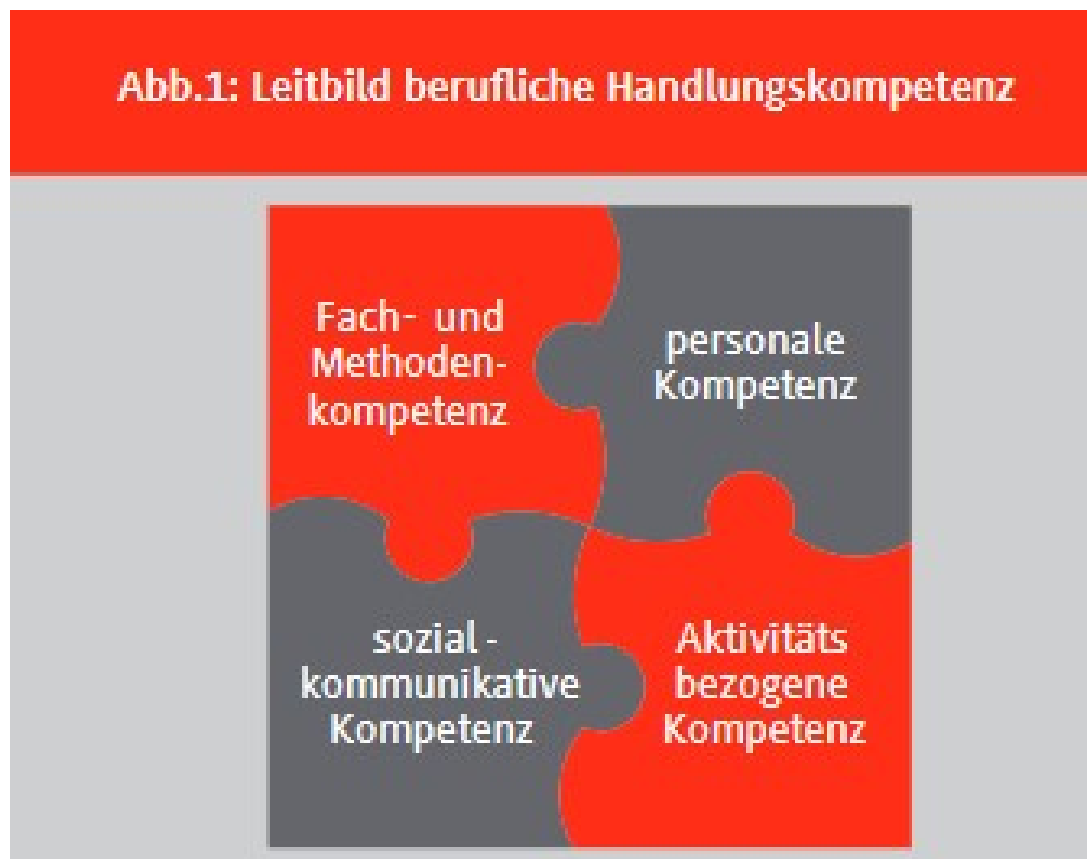 Abb.1: Leitbild berufliche Handlungskompetenz
Fach- und
Methoden-
kompetenz
personale
Kompetenz
sozial -
kommunikative
Kompetenz
Aktivitäts
bezogene
Kompetenz